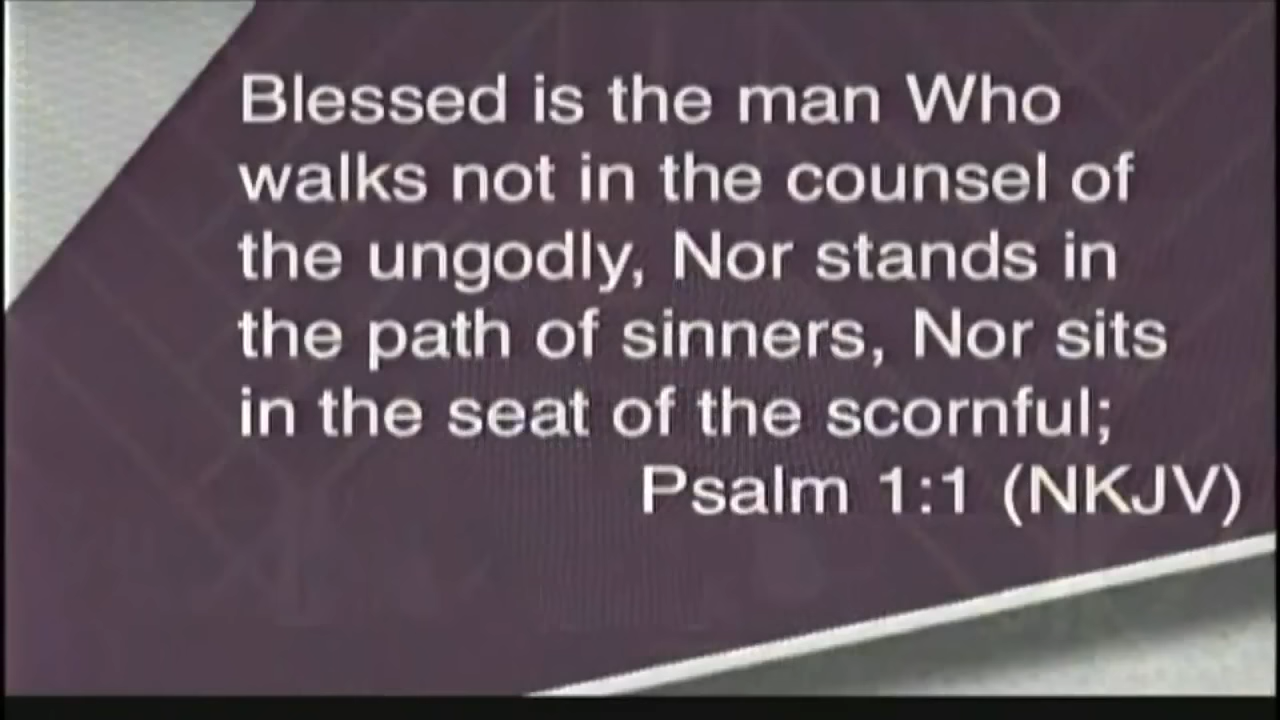 Blessed is the man Who
walks not in the counsel of
the ungodly, Nor stands in
the path of sinners, Nor sits
in the seat of the scornful;
Psalm 1:1 (NKJV)